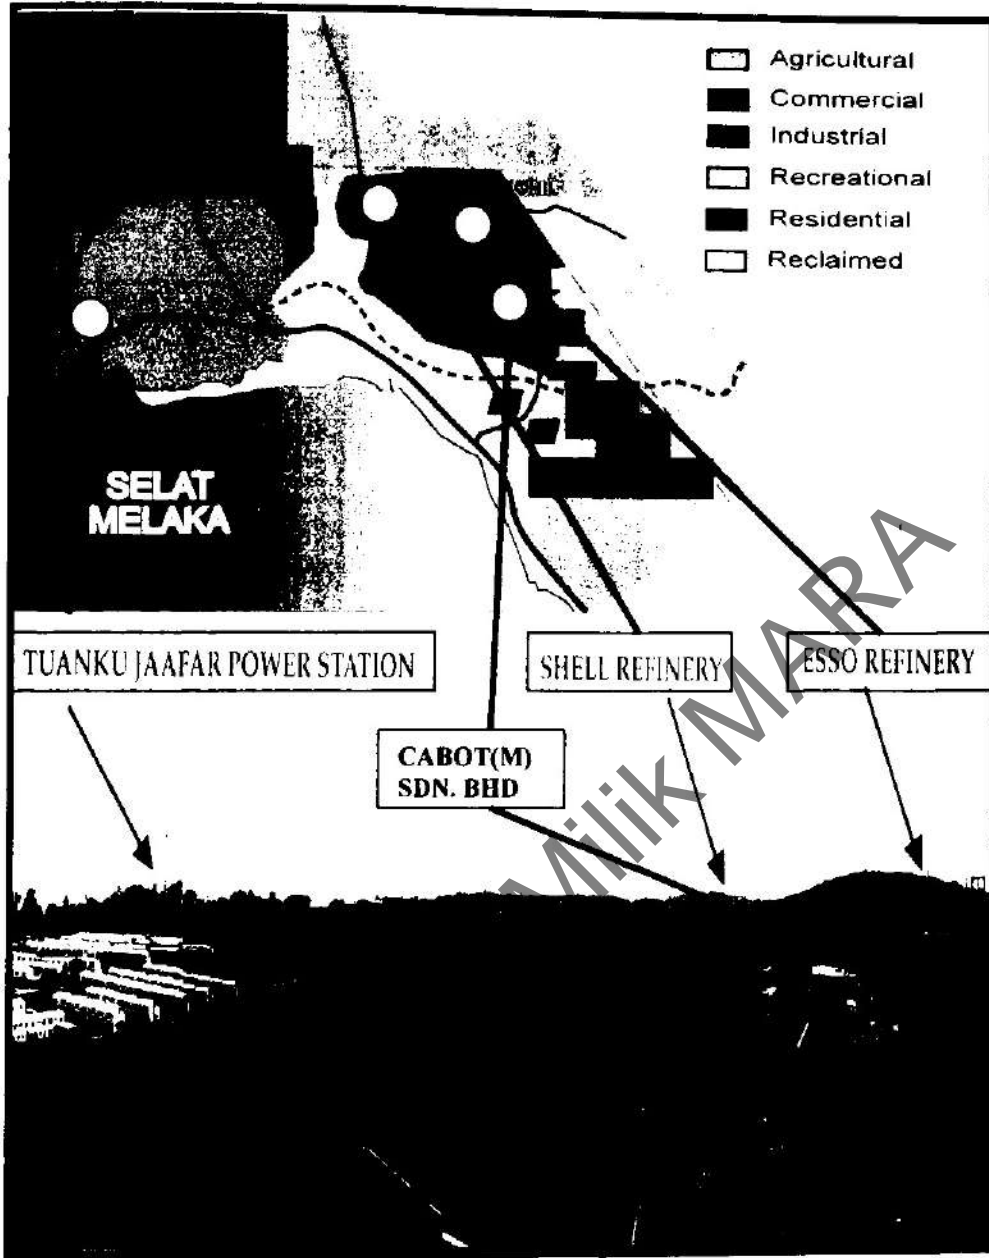 Agricultural
Commercial
Industrial
Recreational
Residential
Reclaimed
SELAT
MELAKA
TUANKU JAAFAR POWER STATION
SHELL REFINERY
ESSO REFINERY
CABOT(M)
SDN. BHD
Milik MARA